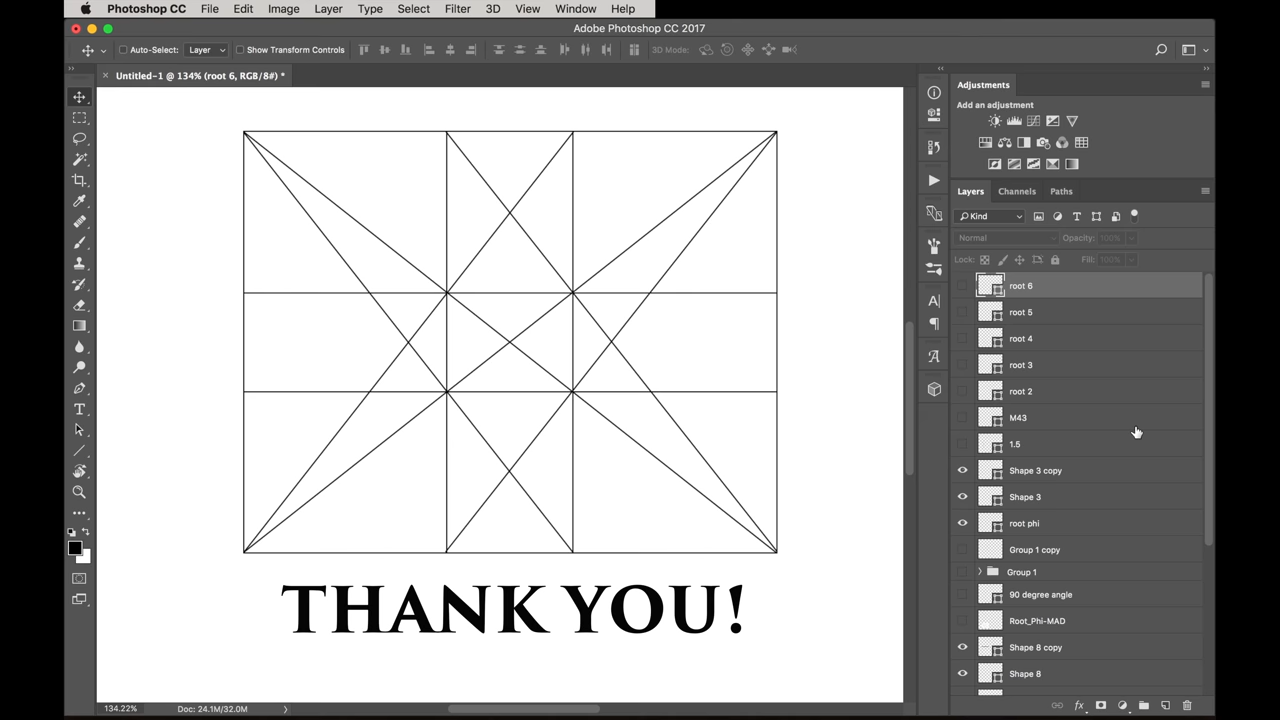 Photoshop CC File Edit Image Layer Type Select Filter 3D View Window Help
Adobe Photoshop CC 2017
Auto-Select: Layer Show Transform Controls 3D Mode:
Untitled-1 @ 134% (root 6, RGB/8#) *
Adjustments
Add an adjustment
Layers Channels Paths
Kind
Normal Opacity: 100%
Lock: Fill: 100%
root 6
root 5
root 4
root 3
root 2
M43
1.5
Shape 3 copy
Shape 3
root phi
Group 1 copy
Group 1
90 degree angle
Root_Phi-MAD
Shape 8 copy
Shape 8
THANK YOU!
134.22% Doc: 24.1M/32.0M